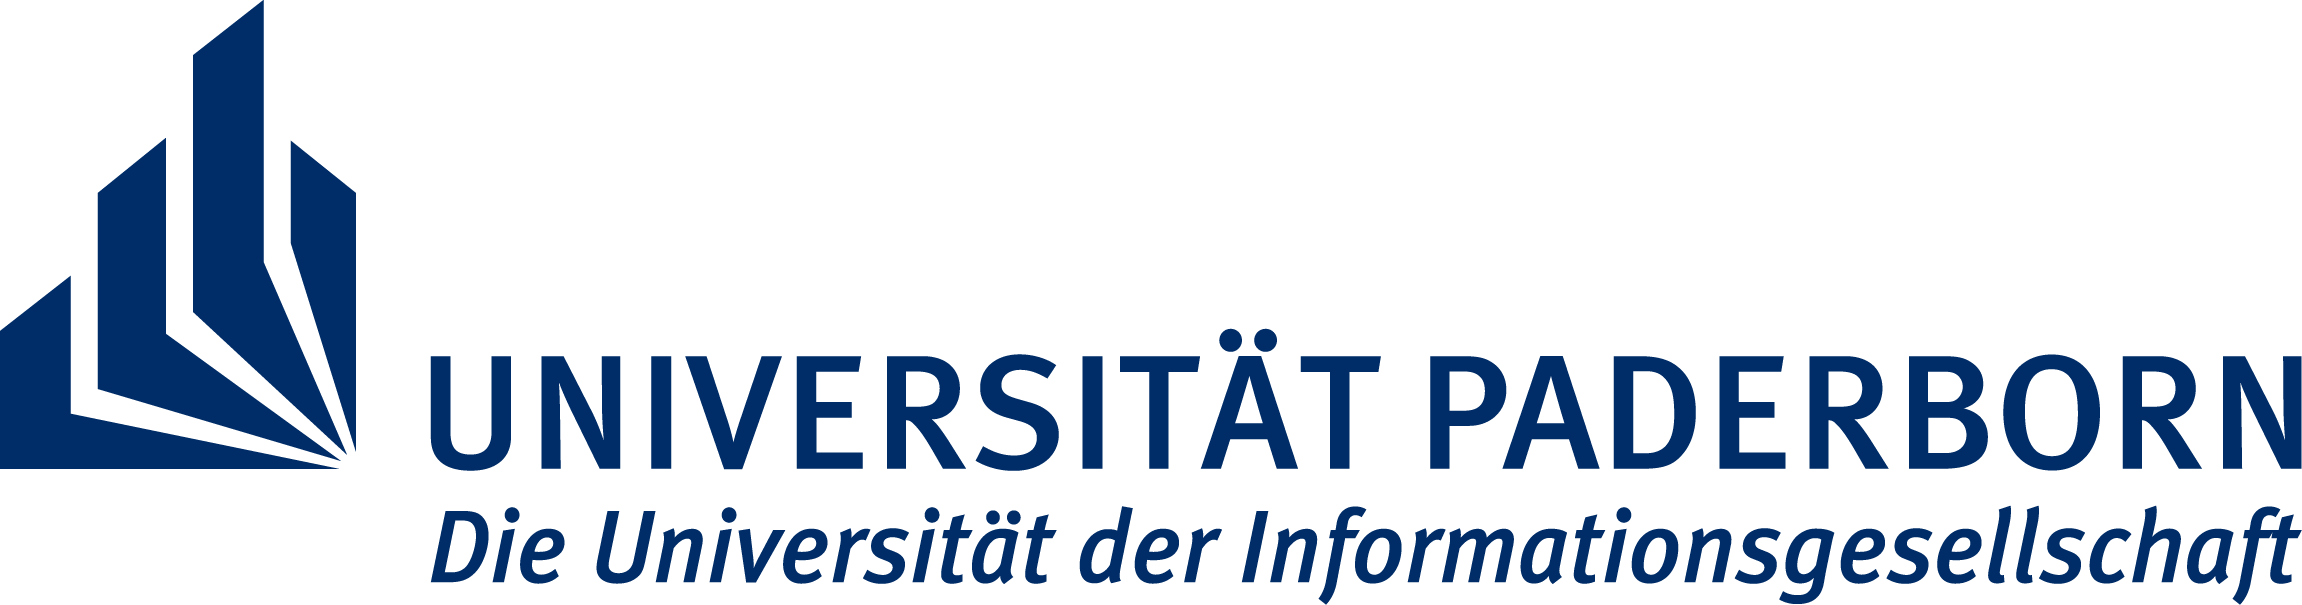 UNIVERSITÄT PADERBORN
Die Universität der Informationsgesellschaft